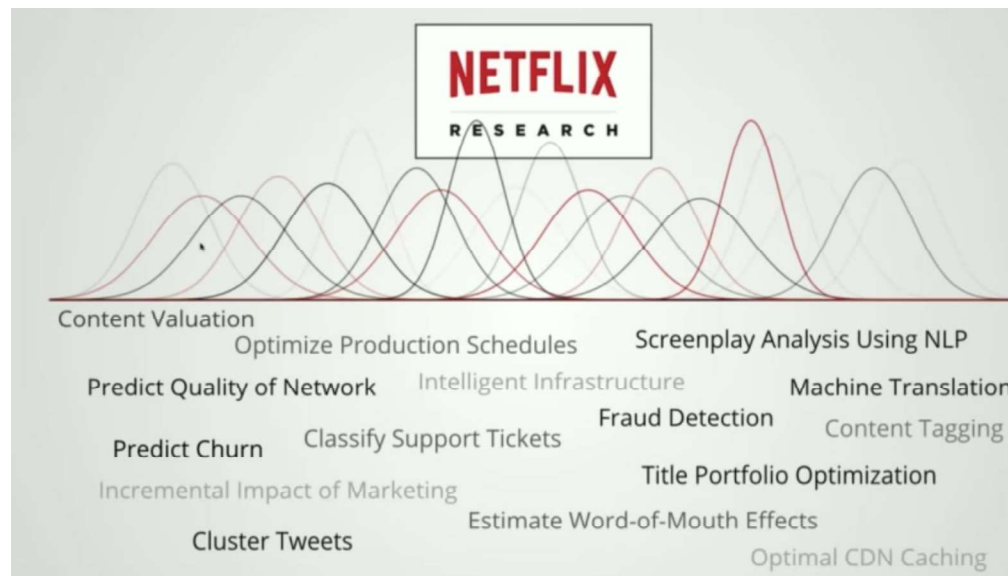 NETFLIX
RESEARCH
Content Valuation
Optimize Production Schedules
Screenplay Analysis Using NLP
Predict Quality of Network
Intelligent Infrastructure
Machine Translation
Fraud Detection
Content Tagging
Classify Support Tickets
Predict Churn
Title Portfolio Optimization
Incremental Impact of Marketing
Estimate Word-of-Mouth Effects
Cluster Tweets
Optimal CDN Caching